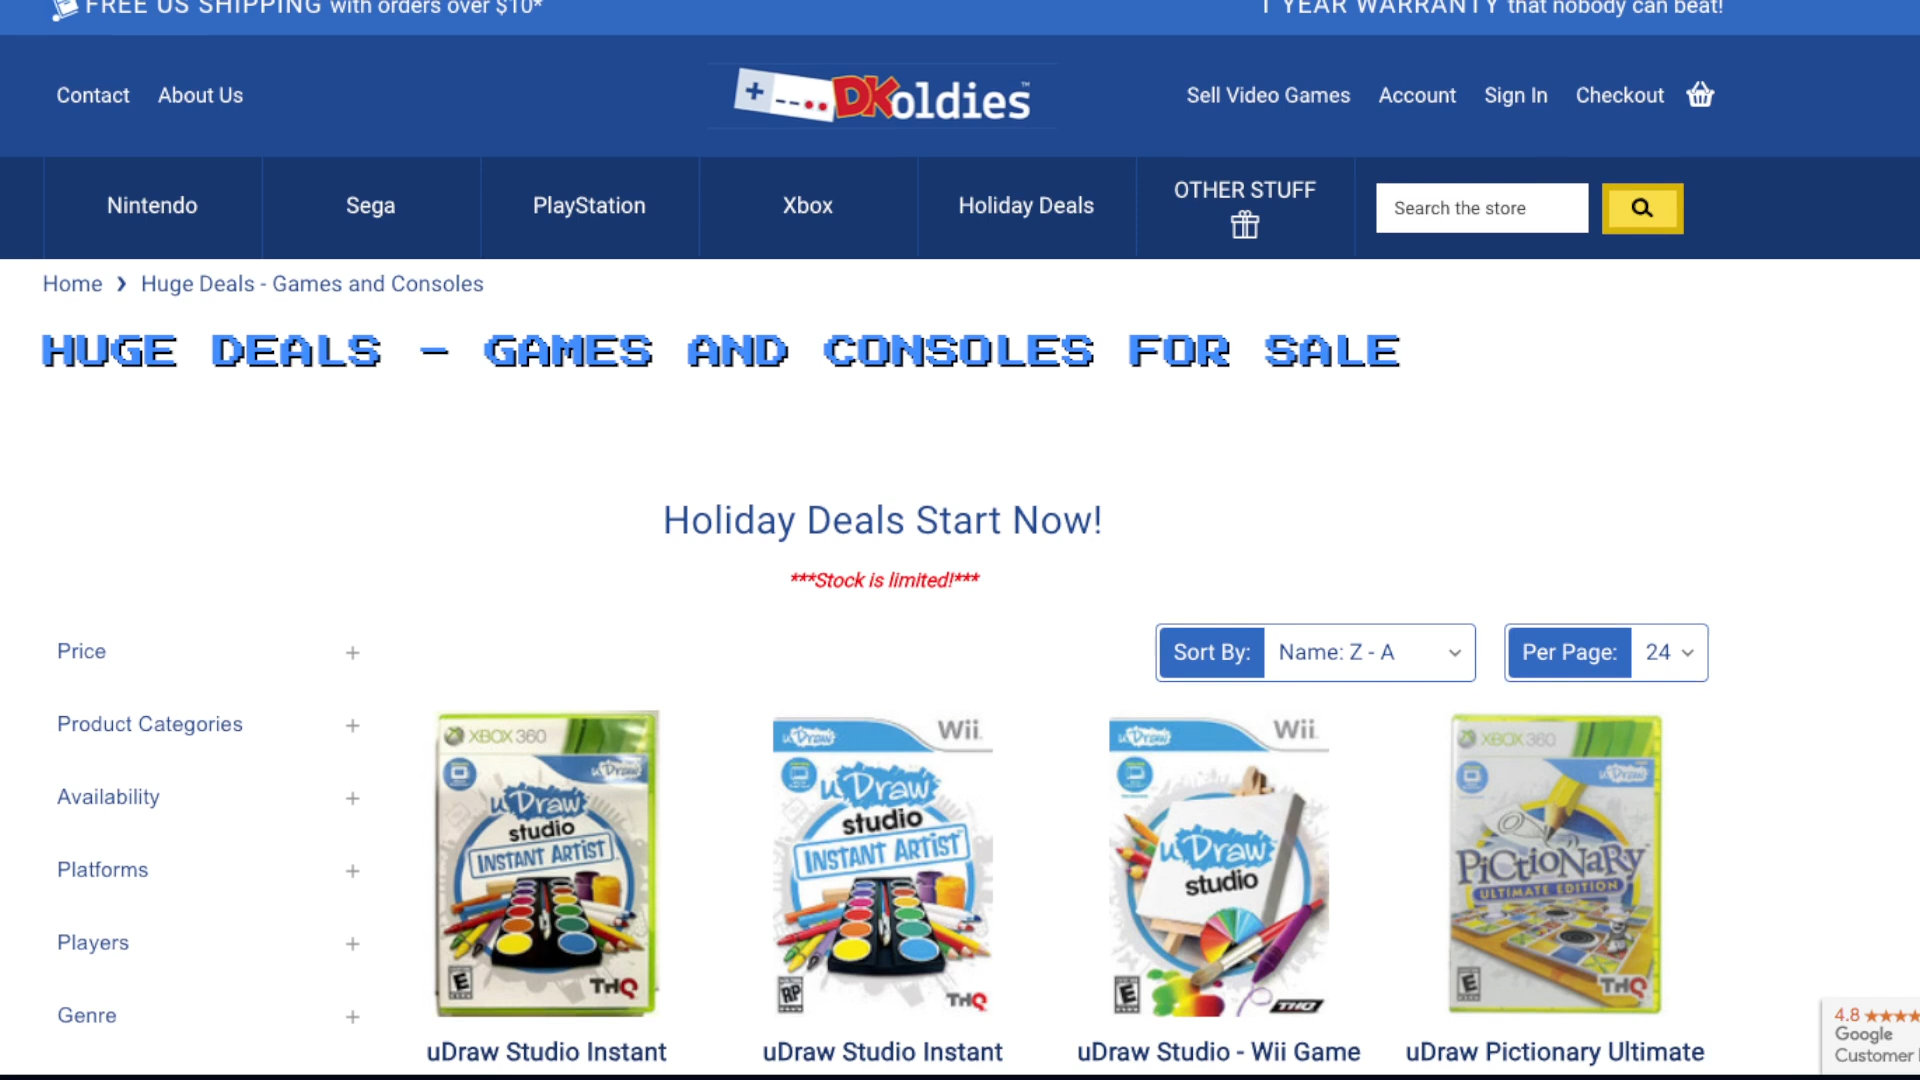 FREE US SHIPPING with orders over $10*
1 YEAR WARRANTY that nobody can beat!
Contact
About Us
DKoldies™
Sell Video Games
Account
Sign In
Checkout
Nintendo
Sega
PlayStation
Xbox
Holiday Deals
OTHER STUFF
Search the store
Home ❯ Huge Deals - Games and Consoles
HUGE DEALS - GAMES AND CONSOLES FOR SALE
Holiday Deals Start Now!
***Stock is limited!***
Sort By: Name: Z - A
Per Page: 24
Price +
Product Categories +
Availability +
Platforms +
Players +
Genre +
XBOX 360
uDraw
uDraw
studio
INSTANT ARTIST
E
THQ
uDraw Studio Instant
Wii
uDraw
uDraw
studio
INSTANT ARTIST
RP
THQ
uDraw Studio Instant
Wii
uDraw
uDraw
studio
E
THQ
uDraw Studio - Wii Game
XBOX 360
uDraw
PICTIONARY
ULTIMATE EDITION
E
THQ
uDraw Pictionary Ultimate
4.8 ★★★★
Google
Customer